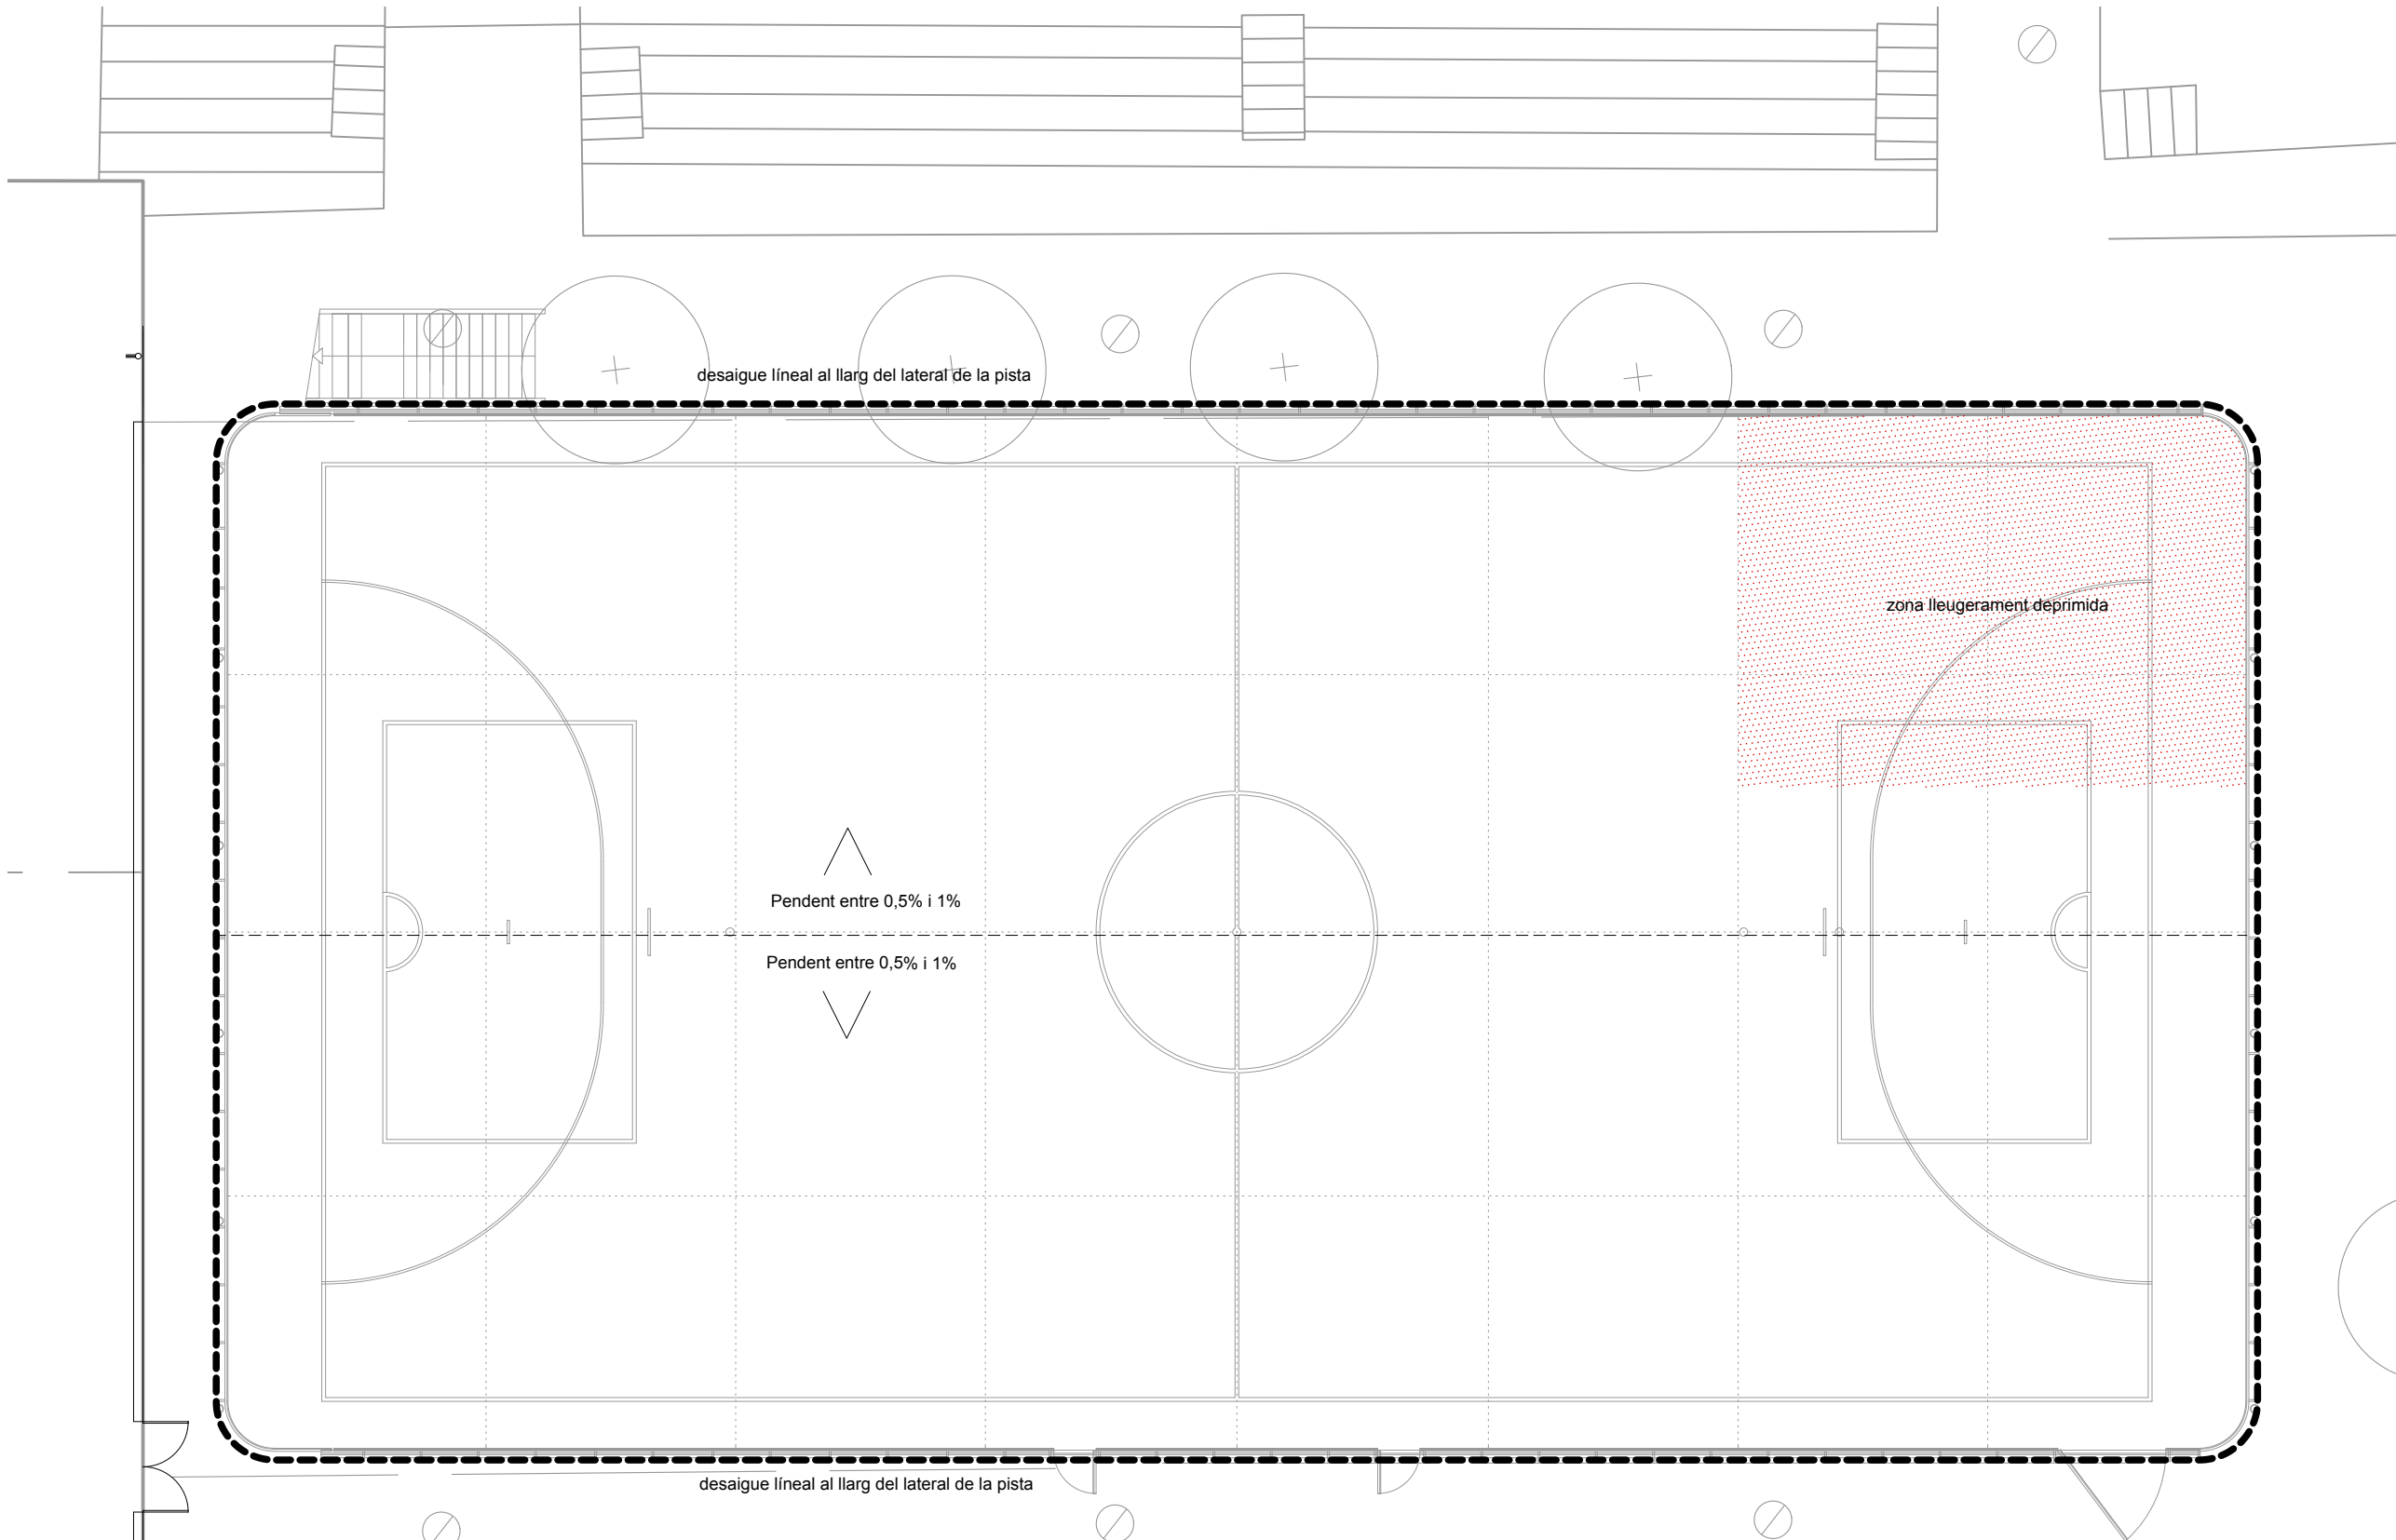 desaigue líneal al llarg del lateral de la pista
zona lleugerament deprimida
Pendent entre 0,5% i 1%
Pendent entre 0,5% i 1%
desaigue líneal al llarg del lateral de la pista